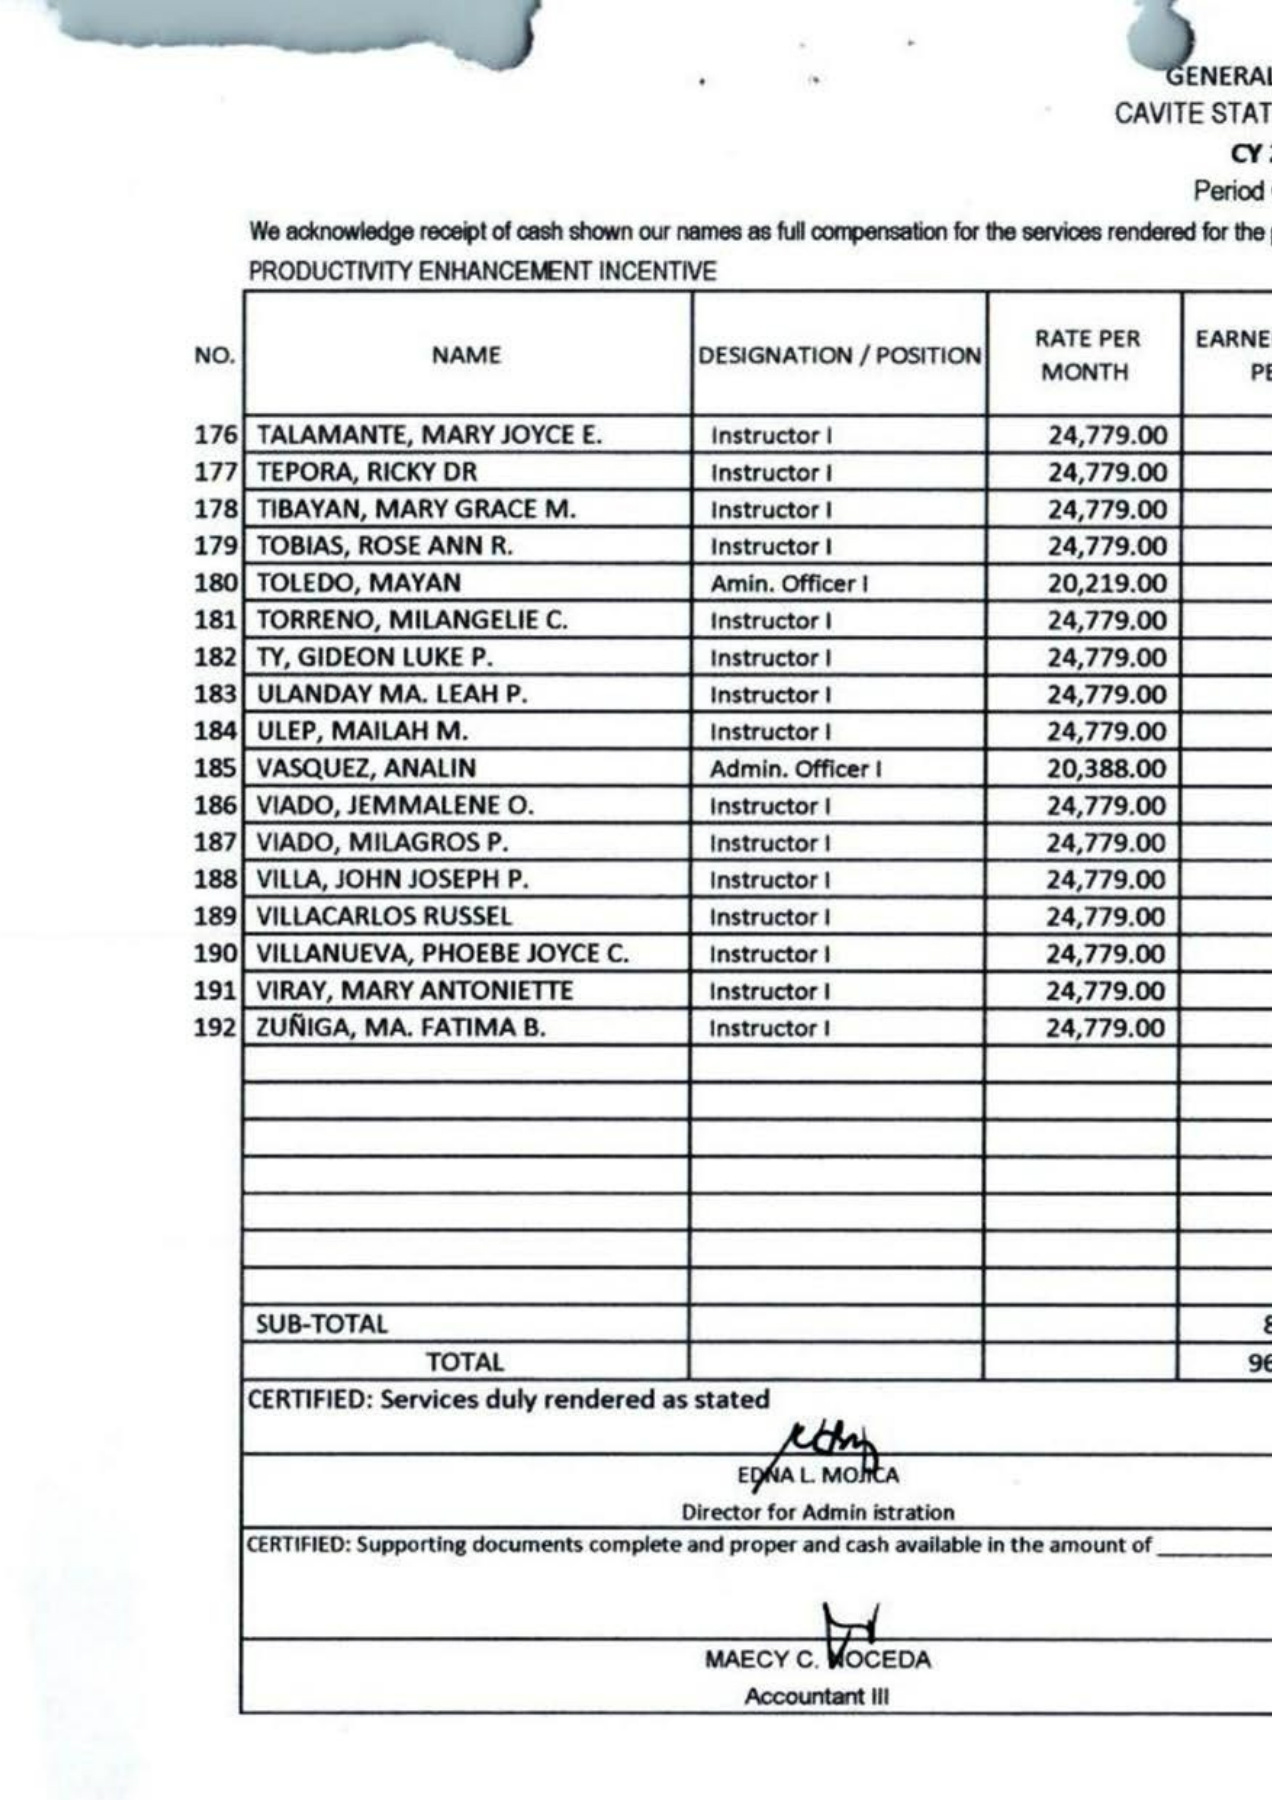 GENERAL
CAVITE STAT
CY
Period
We acknowledge receipt of cash shown our names as full compensation for the services rendered for the
PRODUCTIVITY ENHANCEMENT INCENTIVE
NO. NAME DESIGNATION / POSITION RATE PER MONTH EARNE PE
176 TALAMANTE, MARY JOYCE E. Instructor I 24,779.00
177 TEPORA, RICKY DR Instructor I 24,779.00
178 TIBAYAN, MARY GRACE M. Instructor I 24,779.00
179 TOBIAS, ROSE ANN R. Instructor I 24,779.00
180 TOLEDO, MAYAN Amin. Officer I 20,219.00
181 TORRENO, MILANGELIE C. Instructor I 24,779.00
182 TY, GIDEON LUKE P. Instructor I 24,779.00
183 ULANDAY MA. LEAH P. Instructor I 24,779.00
184 ULEP, MAILAH M. Instructor I 24,779.00
185 VASQUEZ, ANALIN Admin. Officer I 20,388.00
186 VIADO, JEMMALENE O. Instructor I 24,779.00
187 VIADO, MILAGROS P. Instructor I 24,779.00
188 VILLA, JOHN JOSEPH P. Instructor I 24,779.00
189 VILLACARLOS RUSSEL Instructor I 24,779.00
190 VILLANUEVA, PHOEBE JOYCE C. Instructor I 24,779.00
191 VIRAY, MARY ANTONIETTE Instructor I 24,779.00
192 ZUÑIGA, MA. FATIMA B. Instructor I 24,779.00
SUB-TOTAL 8
TOTAL 96
CERTIFIED: Services duly rendered as stated
EDNA L. MOJICA
Director for Admin istration
CERTIFIED: Supporting documents complete and proper and cash available in the amount of
MAECY C. NOCEDA
Accountant III